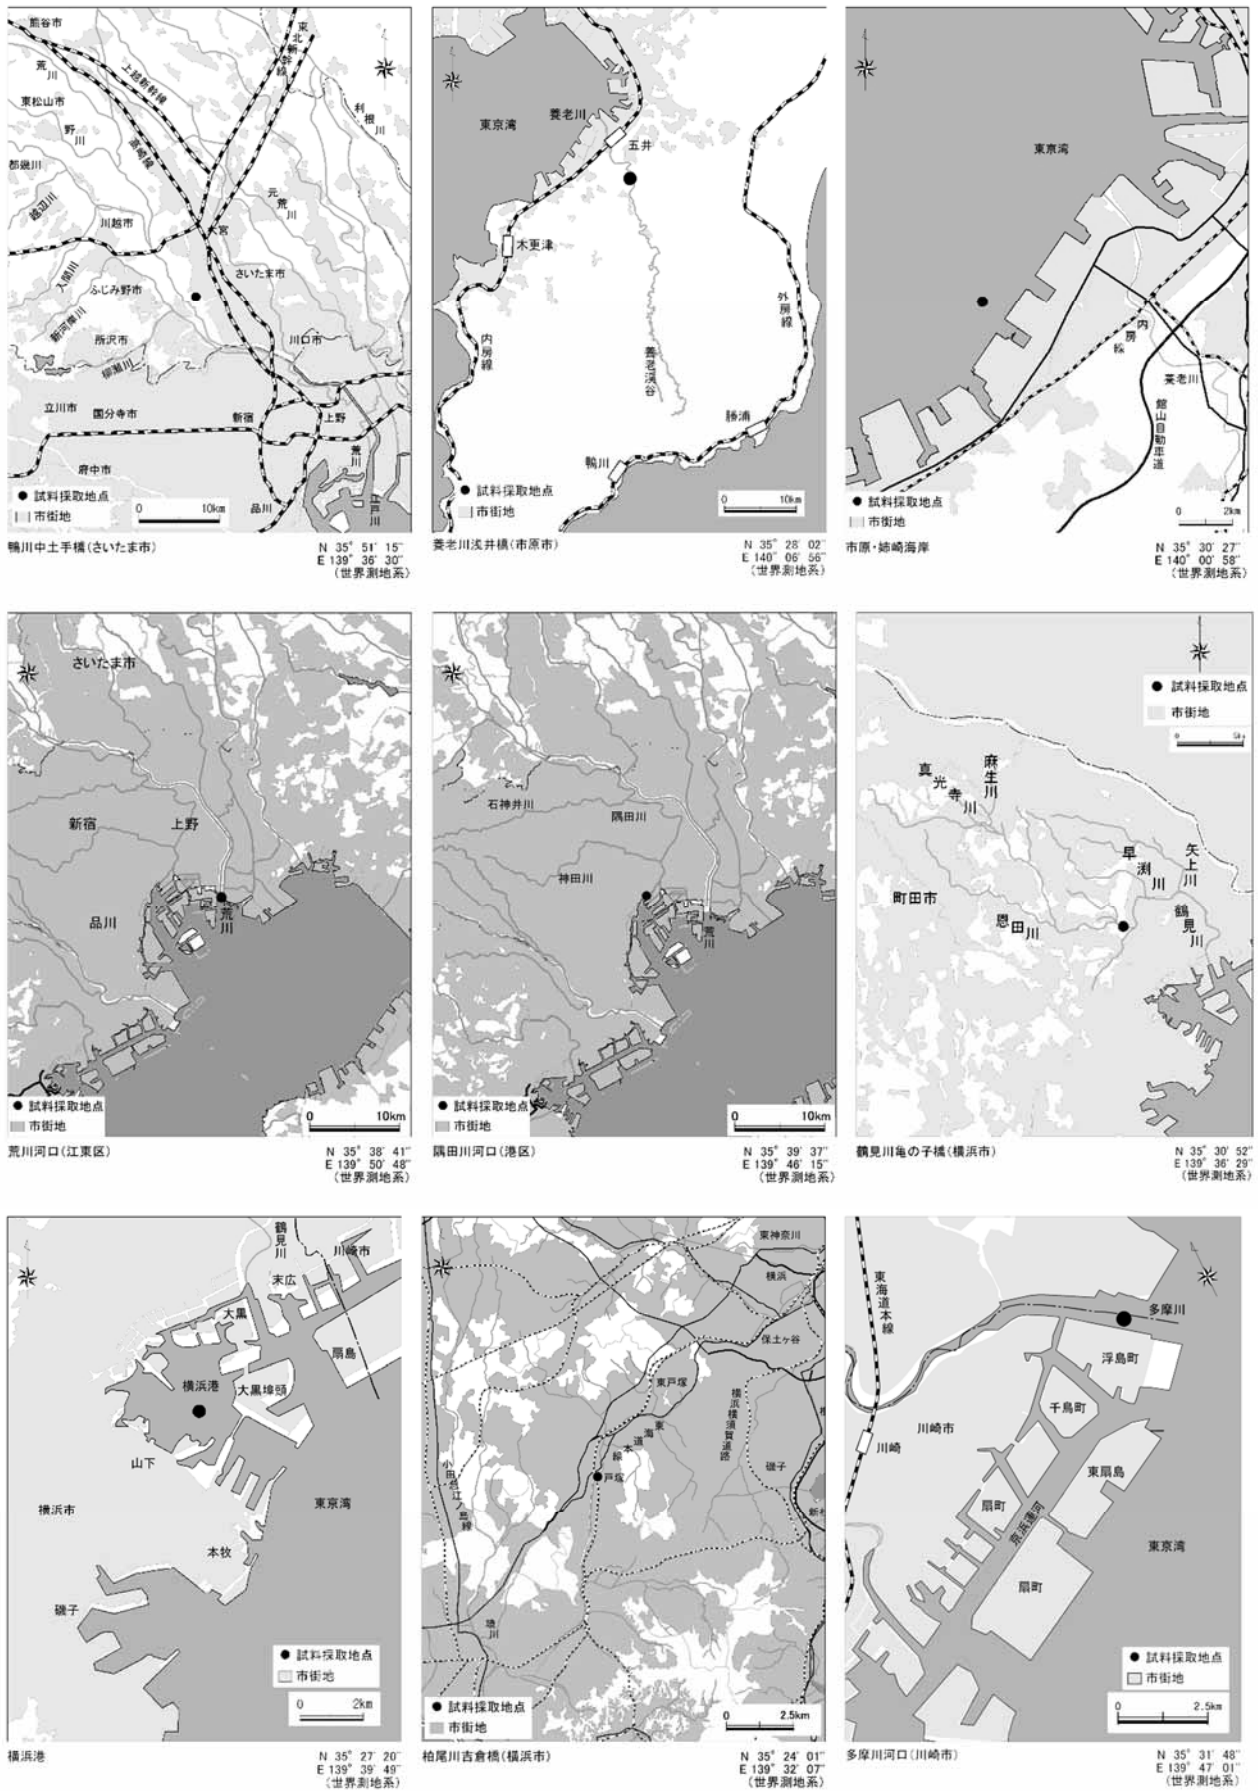 熊谷市
荒川
東松山市
野川
都幾川
越辺川
川越市
入間川
ふじみ野市
新河岸川
所沢市
柳瀬川
立川市
国分寺市
府中市
上越新幹線
高崎線
東北新幹線
利根川
元荒川
大宮
さいたま市
川口市
新宿
上野
荒川
江戸川
品川
試料採取地点
市街地
0 10km
鴨川中土手橋(さいたま市)
N 35° 51' 15"
E 139° 36' 30"
(世界測地系)
東京湾
養老川
五井
木更津
内房線
外房線
養老渓谷
勝浦
鴨川
試料採取地点
市街地
0 10km
養老川浅井橋(市原市)
N 35° 28' 02"
E 140° 06' 56"
(世界測地系)
東京湾
内房線
養老川
館山自動車道
試料採取地点
市街地
0 2km
市原・姉崎海岸
N 35° 30' 27"
E 140° 00' 58"
(世界測地系)
さいたま市
新宿
上野
品川
荒川
試料採取地点
市街地
0 10km
荒川河口(江東区)
N 35° 38' 41"
E 139° 50' 48"
(世界測地系)
石神井川
隅田川
神田川
荒川
試料採取地点
市街地
0 10km
隅田川河口(港区)
N 35° 39' 37"
E 139° 46' 15"
(世界測地系)
試料採取地点
市街地
0 5km
真光寺川
麻生川
早渕川
矢上川
町田市
恩田川
鶴見川
鶴見川亀の子橋(横浜市)
N 35° 30' 52"
E 139° 36' 29"
(世界測地系)
鶴見川
川崎市
末広
大黒
扇島
横浜港
大黒埠頭
山下
横浜市
東京湾
本牧
磯子
試料採取地点
市街地
0 2km
横浜港
N 35° 27' 20"
E 139° 39' 49"
(世界測地系)
東神奈川
横浜
保土ヶ谷
東戸塚
横浜横須賀道路
東海道本線
磯子
戸塚
小田急江ノ島線
境川
試料採取地点
市街地
0 2.5km
柏尾川吉倉橋(横浜市)
N 35° 24' 01"
E 139° 32' 07"
(世界測地系)
東海道本線
多摩川
浮島町
千鳥町
川崎市
川崎
東扇島
扇町
京浜運河
東京湾
扇町
試料採取地点
市街地
0 2.5km
多摩川河口(川崎市)
N 35° 31' 48"
E 139° 47' 01"
(世界測地系)